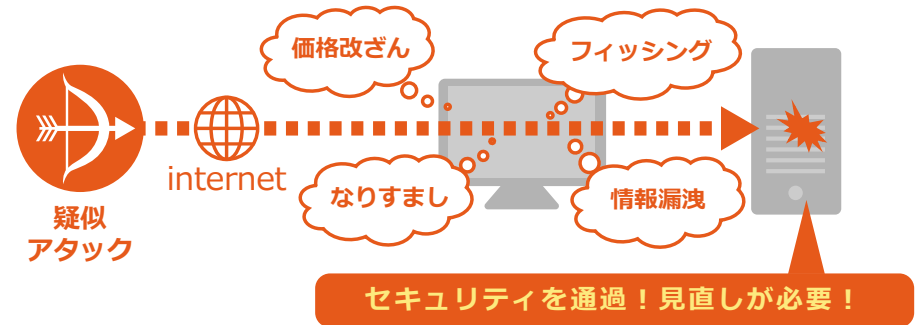 価格改ざん
フィッシング
internet
なりすまし
情報漏洩
疑似
アタック
セキュリティを通過！見直しが必要！